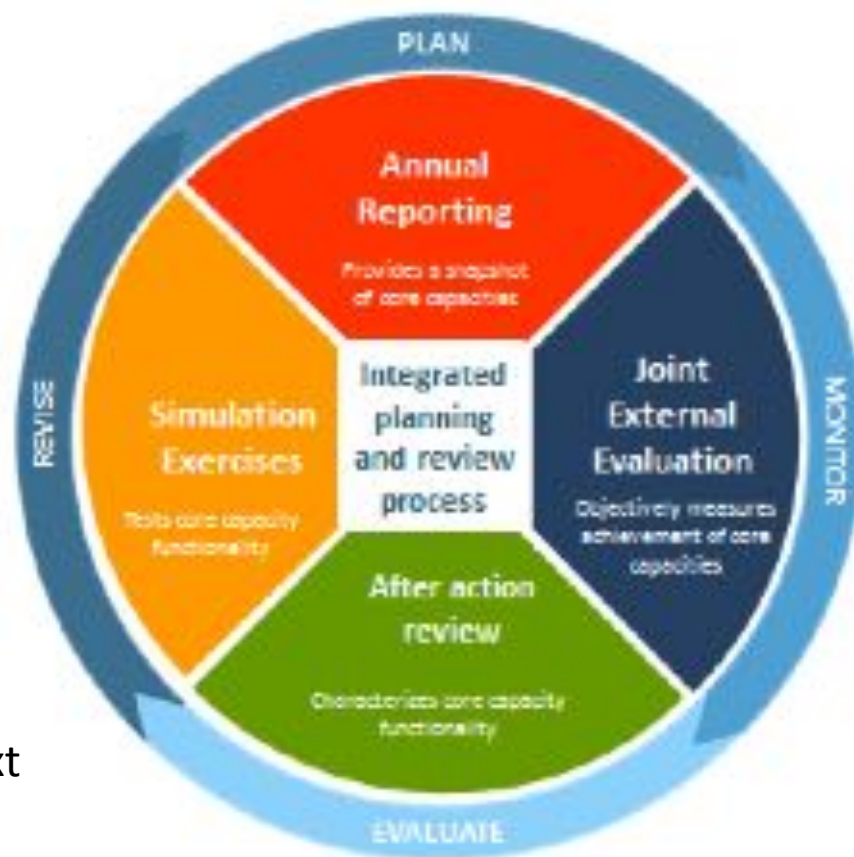 PLAN
Annual
Reporting
Provides a snapshot
of core capacities
Joint
External
Evaluation
Objectively measures
achievement of core
capacities
MONITOR
Integrated
planning
and review
process
Simulation
Exercises
Tests core capacity
functionality
REVISE
After action
review
Characterizes core capacity
functionality
EVALUATE
xt